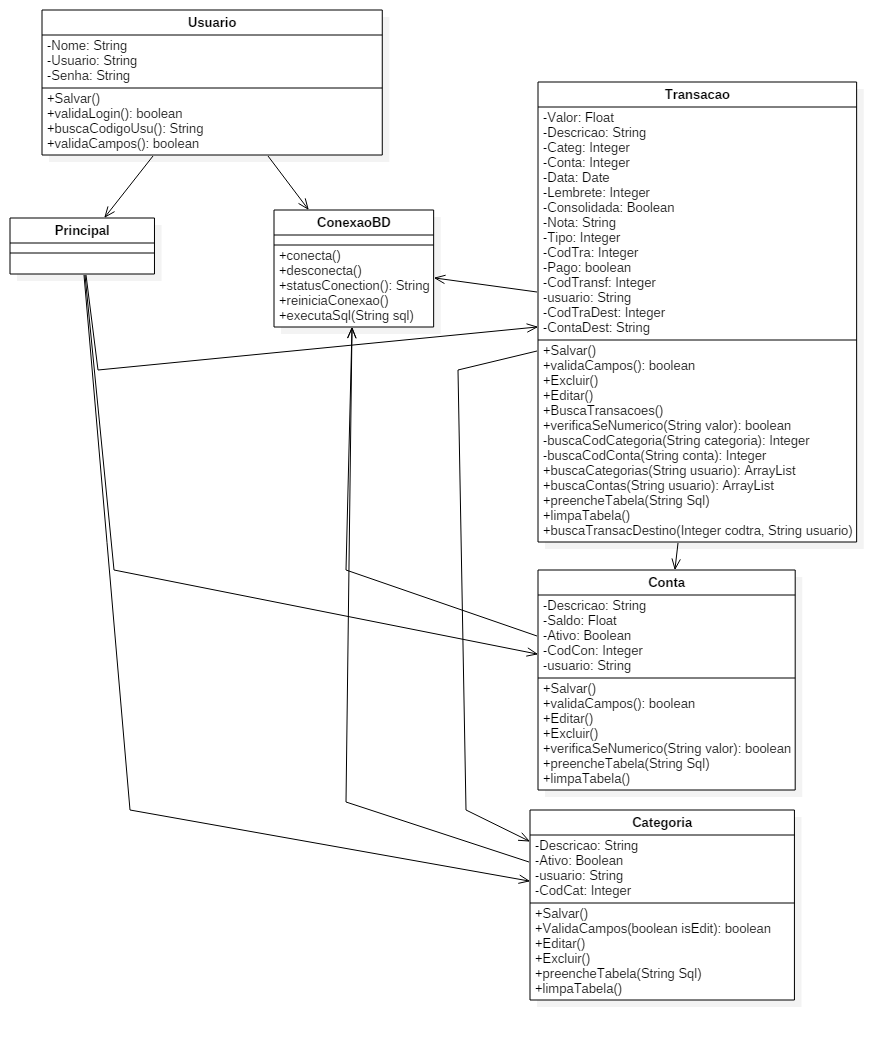 Usuario
-Nome: String
-Usuario: String
-Senha: String
+Salvar()
+validaLogin(): boolean
+buscaCodigoUsu(): String
+validaCampos(): boolean
Principal
ConexaoBD
+conecta()
+desconecta()
+statusConection(): String
+reiniciaConexao()
+executaSql(String sql)
Transacao
-Valor: Float
-Descricao: String
-Categ: Integer
-Conta: Integer
-Data: Date
-Lembrete: Integer
-Consolidada: Boolean
-Nota: String
-Tipo: Integer
-CodTra: Integer
-Pago: boolean
-CodTransf: Integer
-usuario: String
-CodTraDest: Integer
-ContaDest: String
+Salvar()
+validaCampos(): boolean
+Excluir()
+Editar()
+BuscaTransacoes()
+verificaSeNumerico(String valor): boolean
-buscaCodCategoria(String categoria): Integer
-buscaCodConta(String conta): Integer
+buscaCategorias(String usuario): ArrayList
+buscaContas(String usuario): ArrayList
+preencheTabela(String Sql)
+limpaTabela()
+buscaTransacDestino(Integer codtra, String usuario)
Conta
-Descricao: String
-Saldo: Float
-Ativo: Boolean
-CodCon: Integer
-usuario: String
+Salvar()
+validaCampos(): boolean
+Editar()
+Excluir()
+verificaSeNumerico(String valor): boolean
+preencheTabela(String Sql)
+limpaTabela()
Categoria
-Descricao: String
-Ativo: Boolean
-usuario: String
-CodCat: Integer
+Salvar()
+ValidaCampos(boolean isEdit): boolean
+Editar()
+Excluir()
+preencheTabela(String Sql)
+limpaTabela()